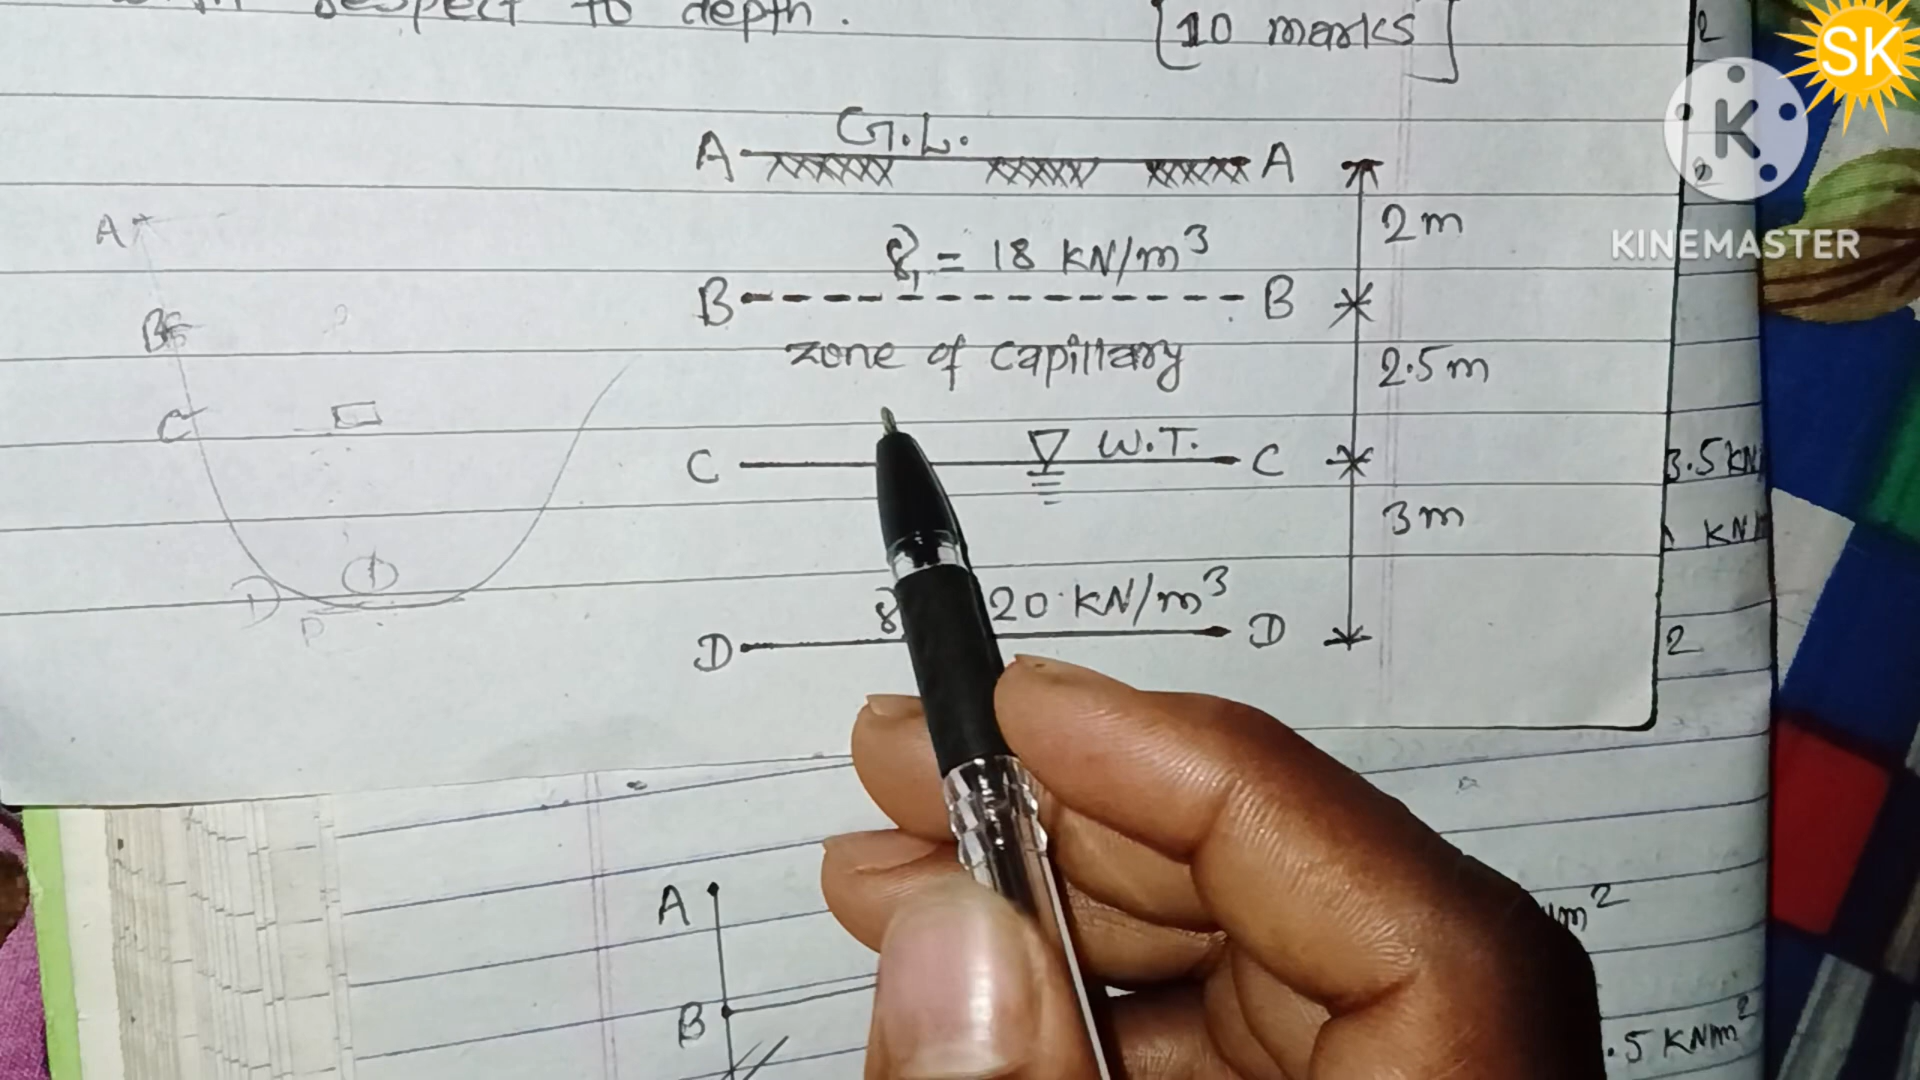 respect to depth.
[10 marks]
SK
K
KINEMASTER
2
G.L.
A A
2m
γ₁ = 18 KN/m³
B B
zone of capillary
2.5m
W.T.
C C
3m
20 KN/m³
D D
A
B
C
D
3.5 KN
KN/
2
A
B
m²
.5 KNm²